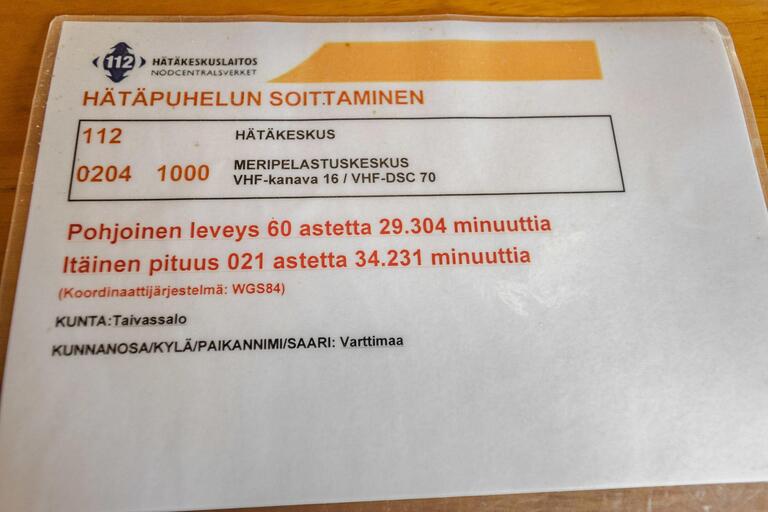 112
HÄTÄKESKUSLAITOS
NÖDCENTRALSVERKET
HÄTÄPUHELUN SOITTAMINEN
112 HÄTÄKESKUS
0204 1000 MERIPELASTUSKESKUS
VHF-kanava 16 / VHF-DSC 70
Pohjoinen leveys 60 astetta 29.304 minuuttia
Itäinen pituus 021 astetta 34.231 minuuttia
(Koordinaattijärjestelmä: WGS84)
KUNTA:Taivassalo
KUNNANOSA/KYLÄ/PAIKANNIMI/SAARI: Varttimaa